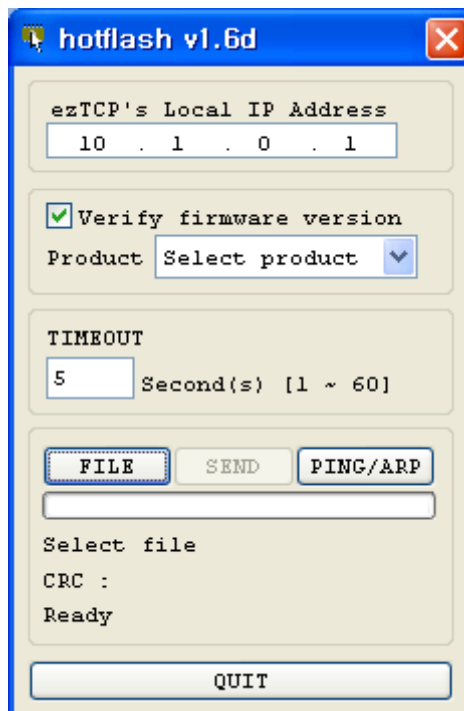 hotflash v1.6d
ezTCP's Local IP Address
10 . 1 . 0 . 1
Verify firmware version
Product Select product
TIMEOUT
5 Second(s) [1 ~ 60]
FILE SEND PING/ARP
Select file
CRC :
Ready
QUIT